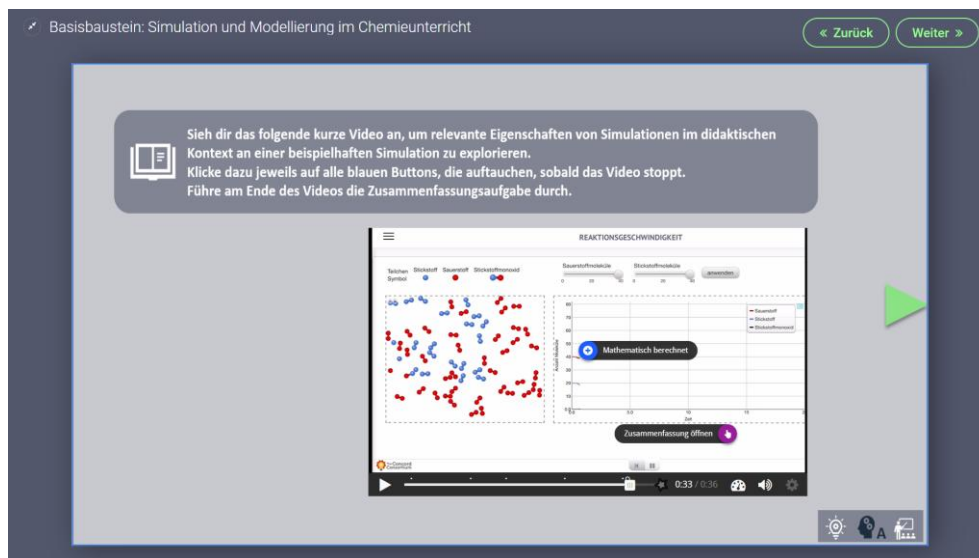 Basisbaustein: Simulation und Modellierung im Chemieunterricht
« Zurück
Weiter »
Sieh dir das folgende kurze Video an, um relevante Eigenschaften von Simulationen im didaktischen
Kontext an einer beispielhaften Simulation zu explorieren.
Klicke dazu jeweils auf alle blauen Buttons, die auftauchen, sobald das Video stoppt.
Führe am Ende des Videos die Zusammenfassungsaufgabe durch.
REAKTIONSGESCHWINDIGKEIT
Teilchen Stickstoff Sauerstoff Stickstoffmonoxid
Symbol
Sauerstoffmoleküle
Stickstoffmoleküle
anwenden
Sauerstoff
Stickstoff
Stickstoffmonoxid
Mathematisch berechnet
Zeit
Zusammenfassung öffnen
0:33 / 0:36
A